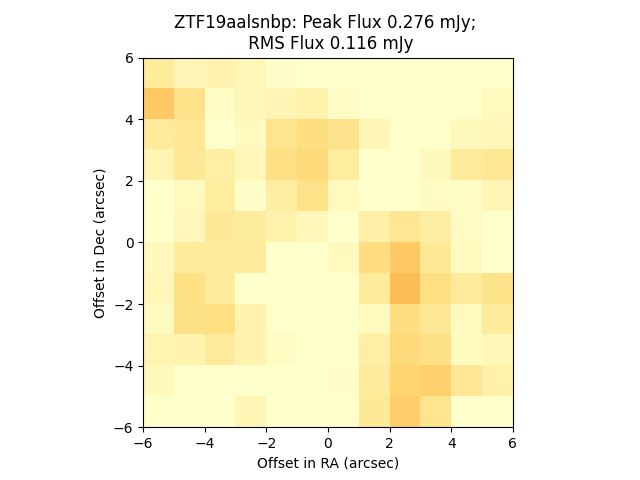 ZTF19aalsnbp: Peak Flux 0.276 mJy;
RMS Flux 0.116 mJy
6
4
2
0
−2
−4
−6
Offset in Dec (arcsec)
−6 −4 −2 0 2 4 6
Offset in RA (arcsec)